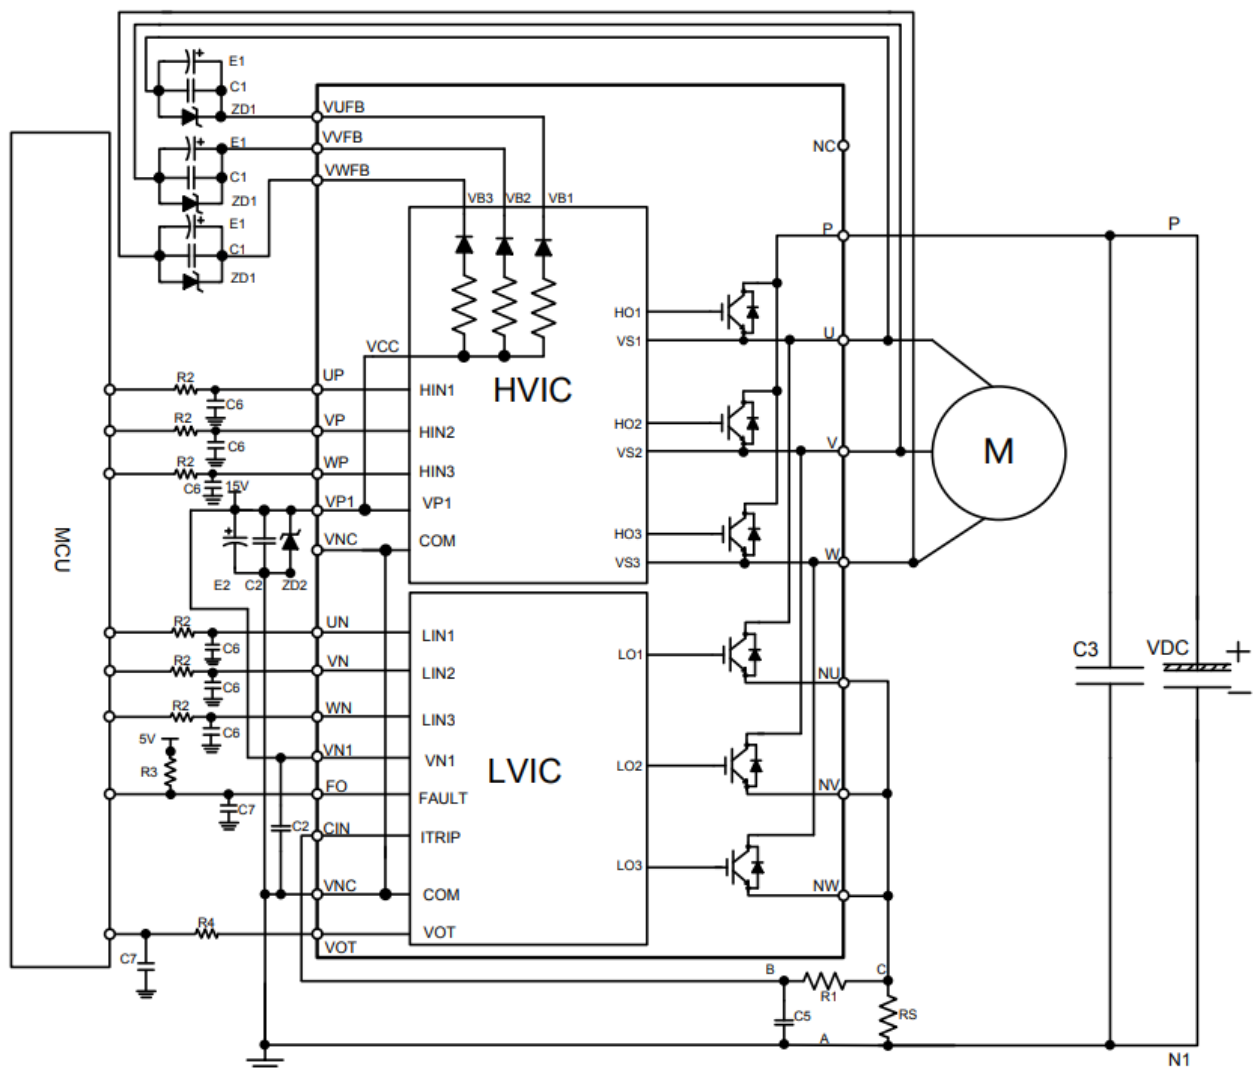 E1
C1
ZD1
VUFB
E1
VVFB
C1
VWFB
ZD1
E1
C1
ZD1
NC
VB3
VB2
VB1
P
P
HO1
VS1
U
VCC
HVIC
R2
UP
HIN1
C6
R2
VP
HIN2
C6
HO2
VS2
V
M
R2
WP
HIN3
C6
15V
VP1
VP1
VNC
COM
HO3
VS3
W
MCU
E2
C2
ZD2
R2
UN
LIN1
C6
LO1
NU
C3
VDC
+
−
R2
VN
LIN2
C6
R2
WN
LIN3
C6
5V
R3
VN1
VN1
LVIC
LO2
NV
FO
FAULT
C7
C2
CIN
ITRIP
LO3
NW
VNC
COM
R4
VOT
VOT
C7
B
C
R1
C5
RS
A
N1